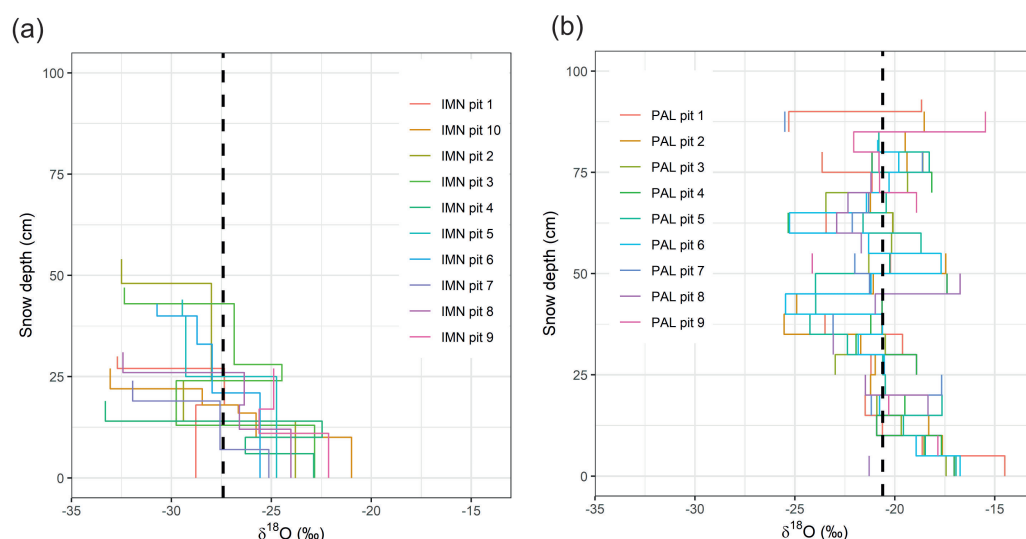 (a)
(b)
100
75
50
25
0
Snow depth (cm)
-35
-30
-25
-20
-15
δ18O (‰)
IMN pit 1
IMN pit 10
IMN pit 2
IMN pit 3
IMN pit 4
IMN pit 5
IMN pit 6
IMN pit 7
IMN pit 8
IMN pit 9
100
75
50
25
0
Snow depth (cm)
-35
-30
-25
-20
-15
δ18O (‰)
PAL pit 1
PAL pit 2
PAL pit 3
PAL pit 4
PAL pit 5
PAL pit 6
PAL pit 7
PAL pit 8
PAL pit 9